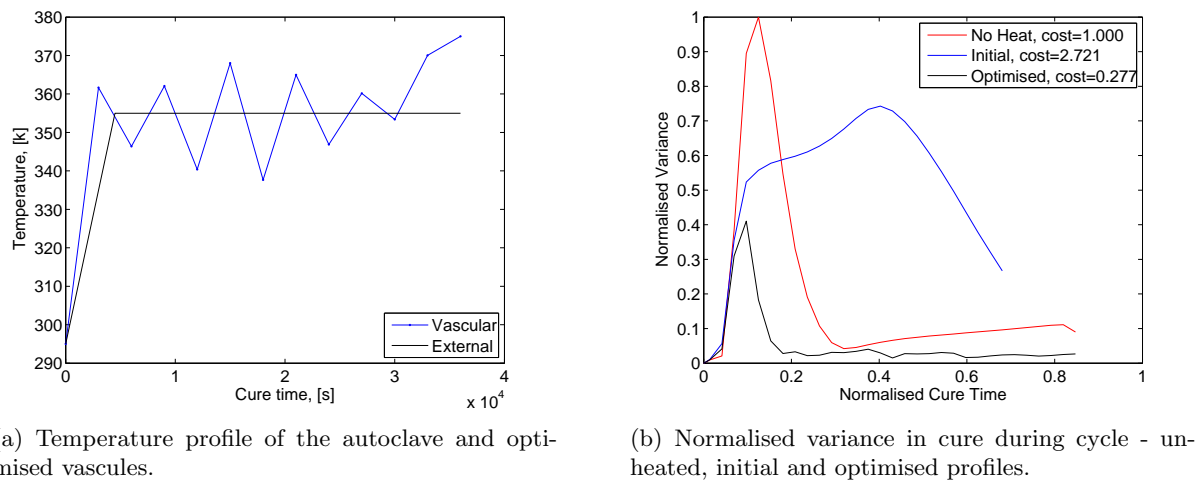 380
370
360
350
340
330
320
310
300
290
0
1
2
3
4
x 10^4
Temperature, [k]
Cure time, [s]
Vascular
External
a) Temperature profile of the autoclave and opti-
mised vascules.
1
0.9
0.8
0.7
0.6
0.5
0.4
0.3
0.2
0.1
0
0
0.2
0.4
0.6
0.8
1
Normalised Variance
Normalised Cure Time
No Heat, cost=1.000
Initial, cost=2.721
Optimised, cost=0.277
(b) Normalised variance in cure during cycle - un-
heated, initial and optimised profiles.